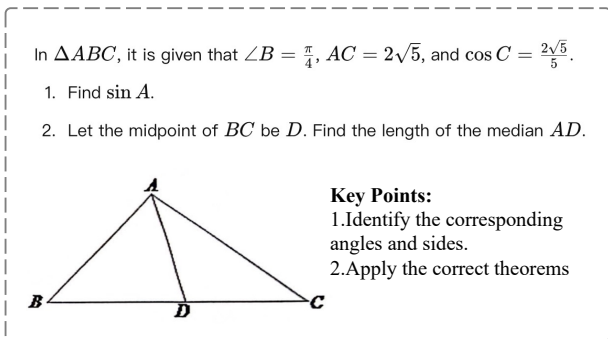 In ΔABC, it is given that ∠B = π/4, AC = 2√5, and cos C = 2√5/5.
1. Find sin A.
2. Let the midpoint of BC be D. Find the length of the median AD.
A
Key Points:
1.Identify the corresponding
angles and sides.
2.Apply the correct theorems
B
D
C